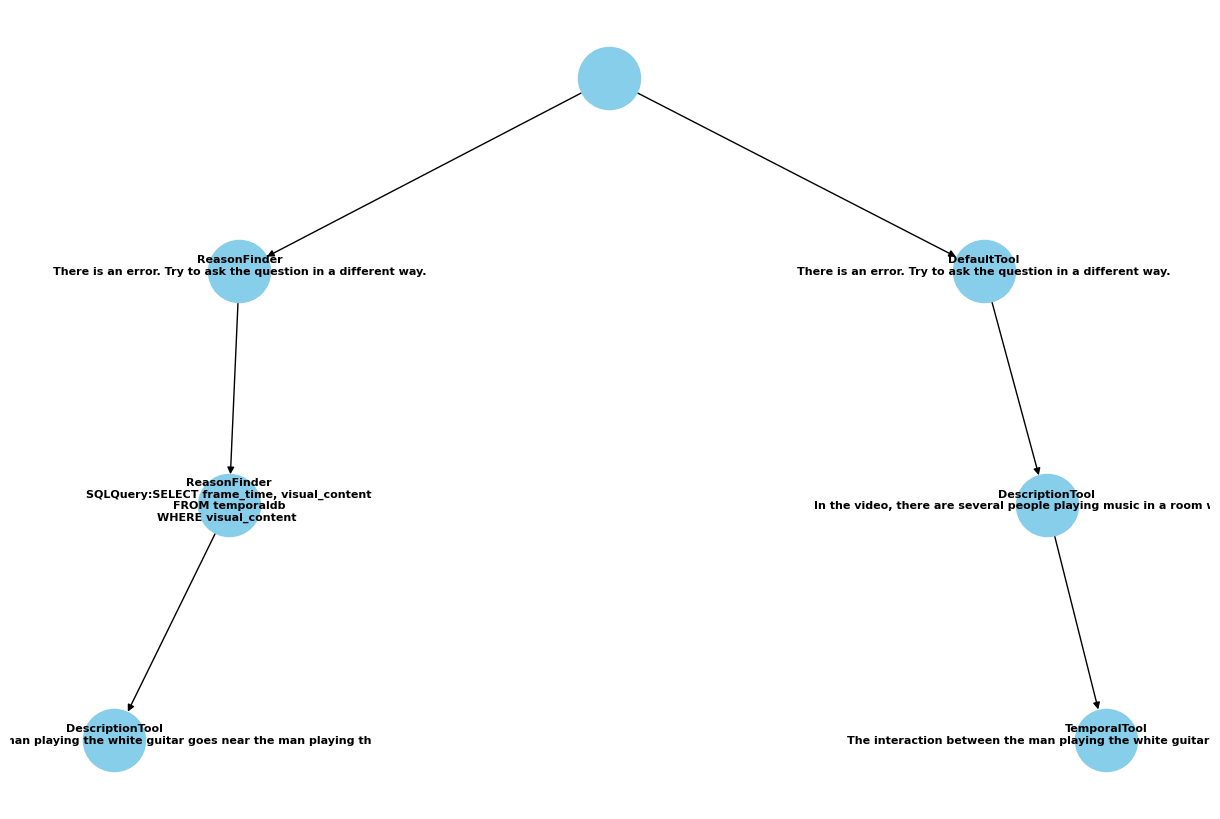 ReasonFinder
There is an error. Try to ask the question in a different way.
DefaultTool
There is an error. Try to ask the question in a different way.
ReasonFinder
SQLQuery:SELECT frame_time, visual_content
FROM temporaldb
WHERE visual_content
DescriptionTool
In the video, there are several people playing music in a room
DescriptionTool
playing the white guitar goes near the man playing th
TemporalTool
The interaction between the man playing the white guitar